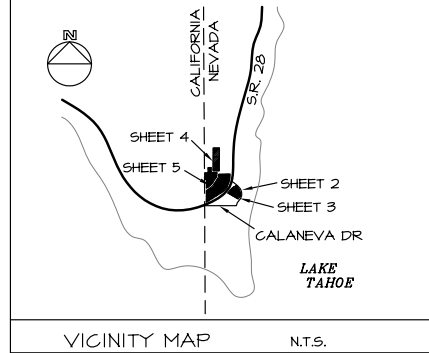 N
CALIFORNIA
NEVADA
S.R. 28
SHEET 4
SHEET 5
SHEET 2
SHEET 3
CALANEVA DR
LAKE
TAHOE
VICINITY MAP
N.T.S.